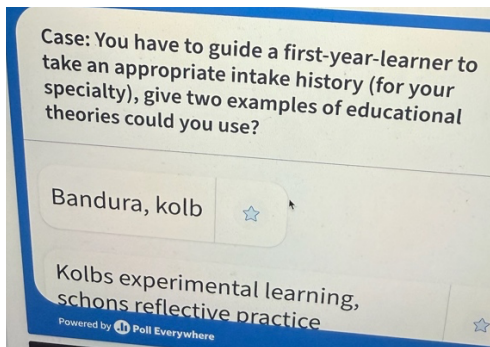 Case: You have to guide a first-year-learner to
take an appropriate intake history (for your
specialty), give two examples of educational
theories could you use?
Bandura, kolb
Kolbs experimental learning,
schons reflective practice
Powered by Poll Everywhere